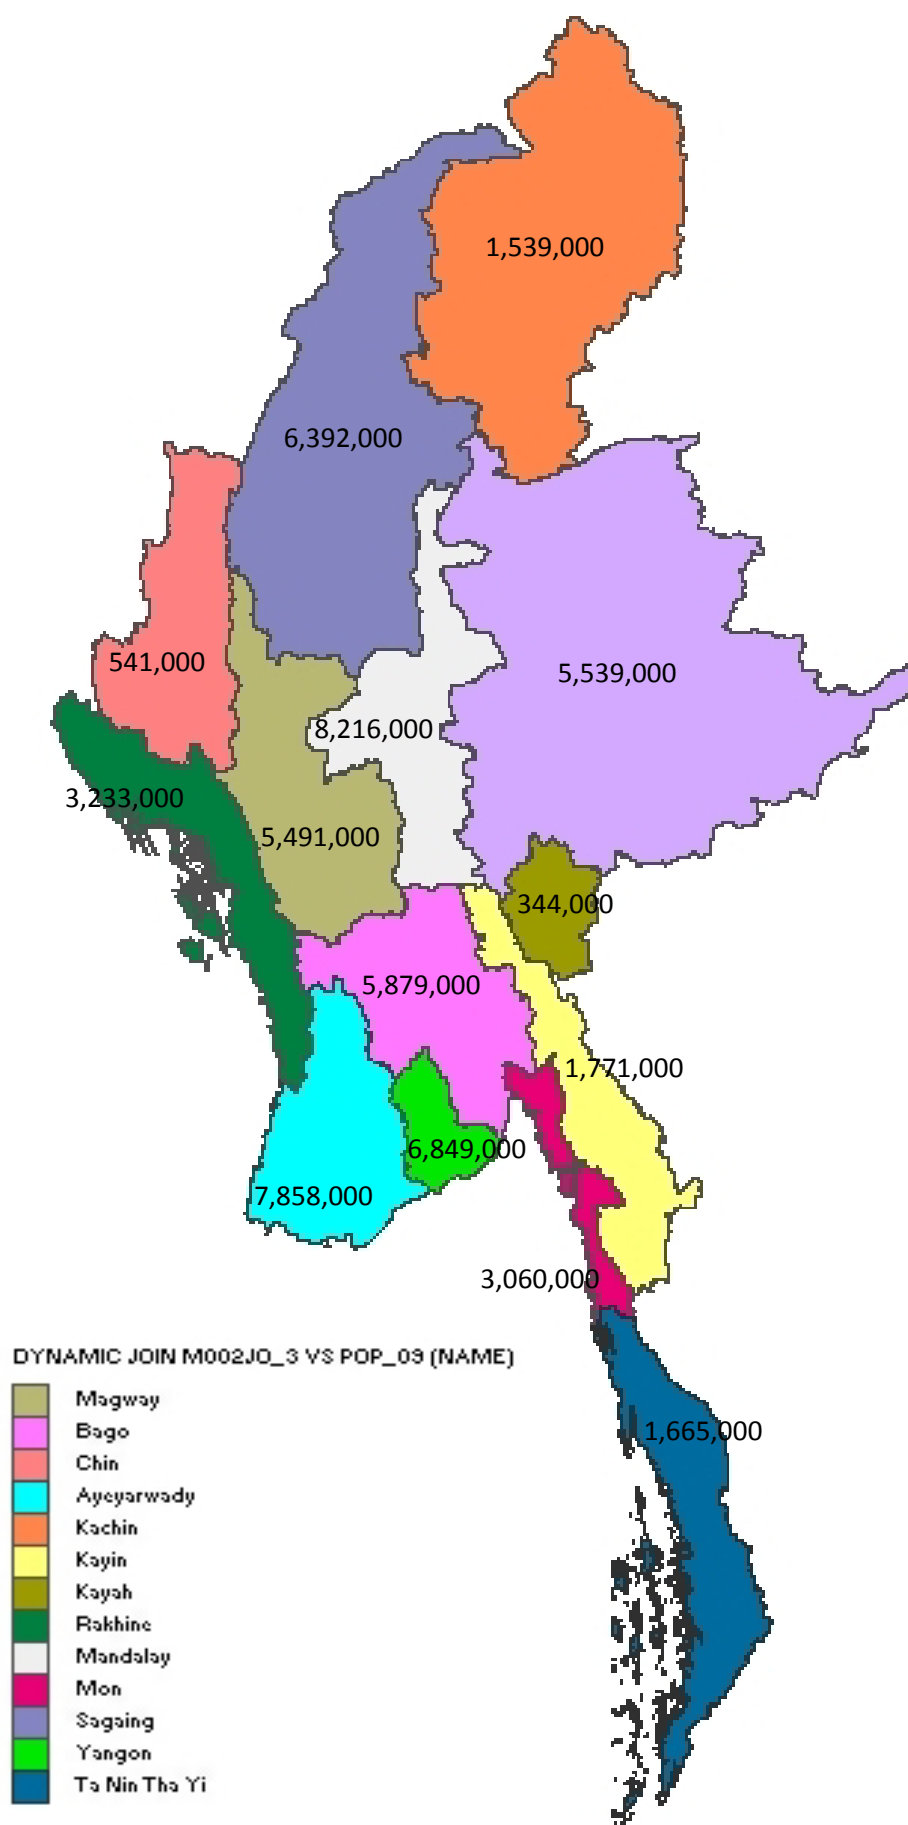 1,539,000
6,392,000
541,000
5,539,000
8,216,000
3,233,000
5,491,000
344,000
5,879,000
1,771,000
6,849,000
7,858,000
3,060,000
DYNAMIC JOIN M002JO_3 VS POP_09 (NAME)
Magway
Bago
1,665,000
Chin
Ayeyarwady
Kachin
Kayin
Kayah
Rakhine
Mandalay
Mon
Sagaing
Yangon
Ta Nin Tha Yi